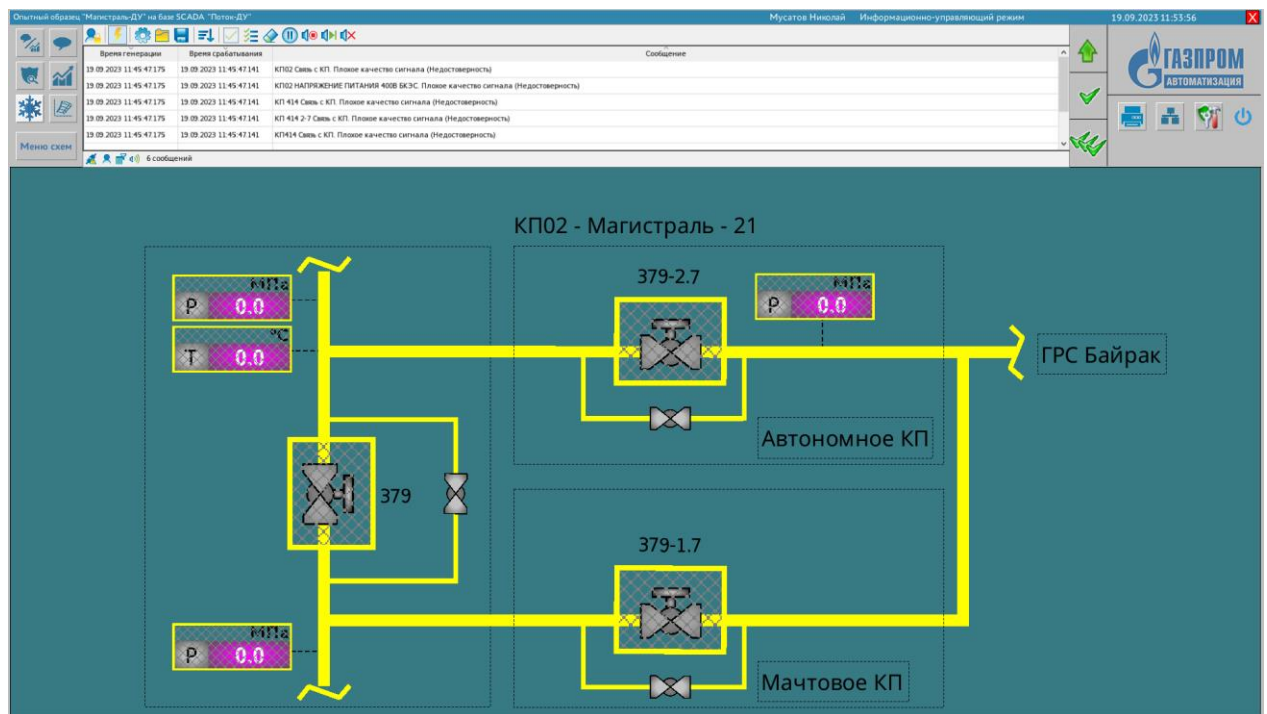 Опытный образец "Магистраль-ДУ" на базе SCADA "Поток-ДУ" Мусатов Николай Информационно-управляющий режим 19.09.2023 11:53:56 X
Время генерации Время срабатывания Сообщение
19.09.2023 11:45:47.175 19.09.2023 11:45:47.141 КП02 Связь с КП. Плохое качество сигнала (Недостоверность)
19.09.2023 11:45:47.175 19.09.2023 11:45:47.141 КП02 НАПРЯЖЕНИЕ ПИТАНИЯ 400В БКЭС. Плохое качество сигнала (Недостоверность)
19.09.2023 11:45:47.175 19.09.2023 11:45:47.141 КП 414 Связь с КП. Плохое качество сигнала (Недостоверность)
19.09.2023 11:45:47.175 19.09.2023 11:45:47.141 КП 414 2-7 Связь с КП. Плохое качество сигнала (Недостоверность)
19.09.2023 11:45:47.175 19.09.2023 11:45:47.141 КП414 Связь с КП. Плохое качество сигнала (Недостоверность)
Меню схем
6 сообщений
ГАЗПРОМ
АВТОМАТИЗАЦИЯ
КП02 - Магистраль - 21
МПа
P 0.0
°C
T 0.0
379-2.7
МПа
P 0.0
ГРС Байрак
Автономное КП
379
379-1.7
МПа
P 0.0
Мачтовое КП